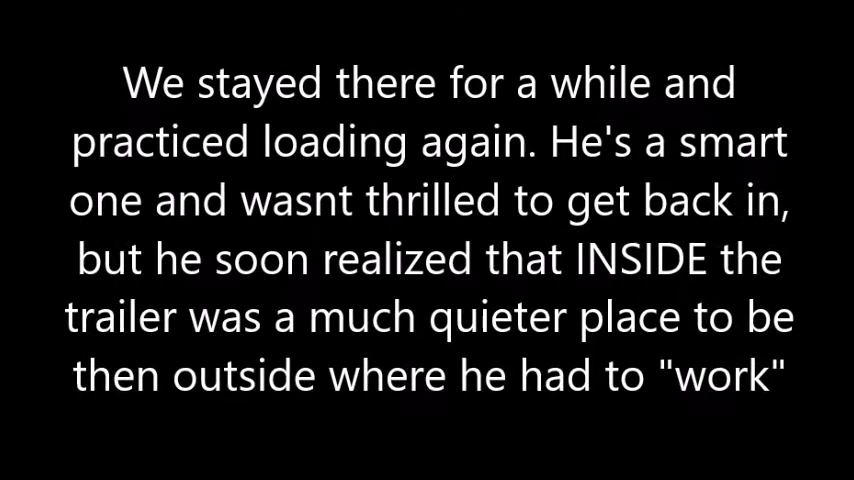 We stayed there for a while and
practiced loading again. He's a smart
one and wasnt thrilled to get back in,
but he soon realized that INSIDE the
trailer was a much quieter place to be
then outside where he had to "work"